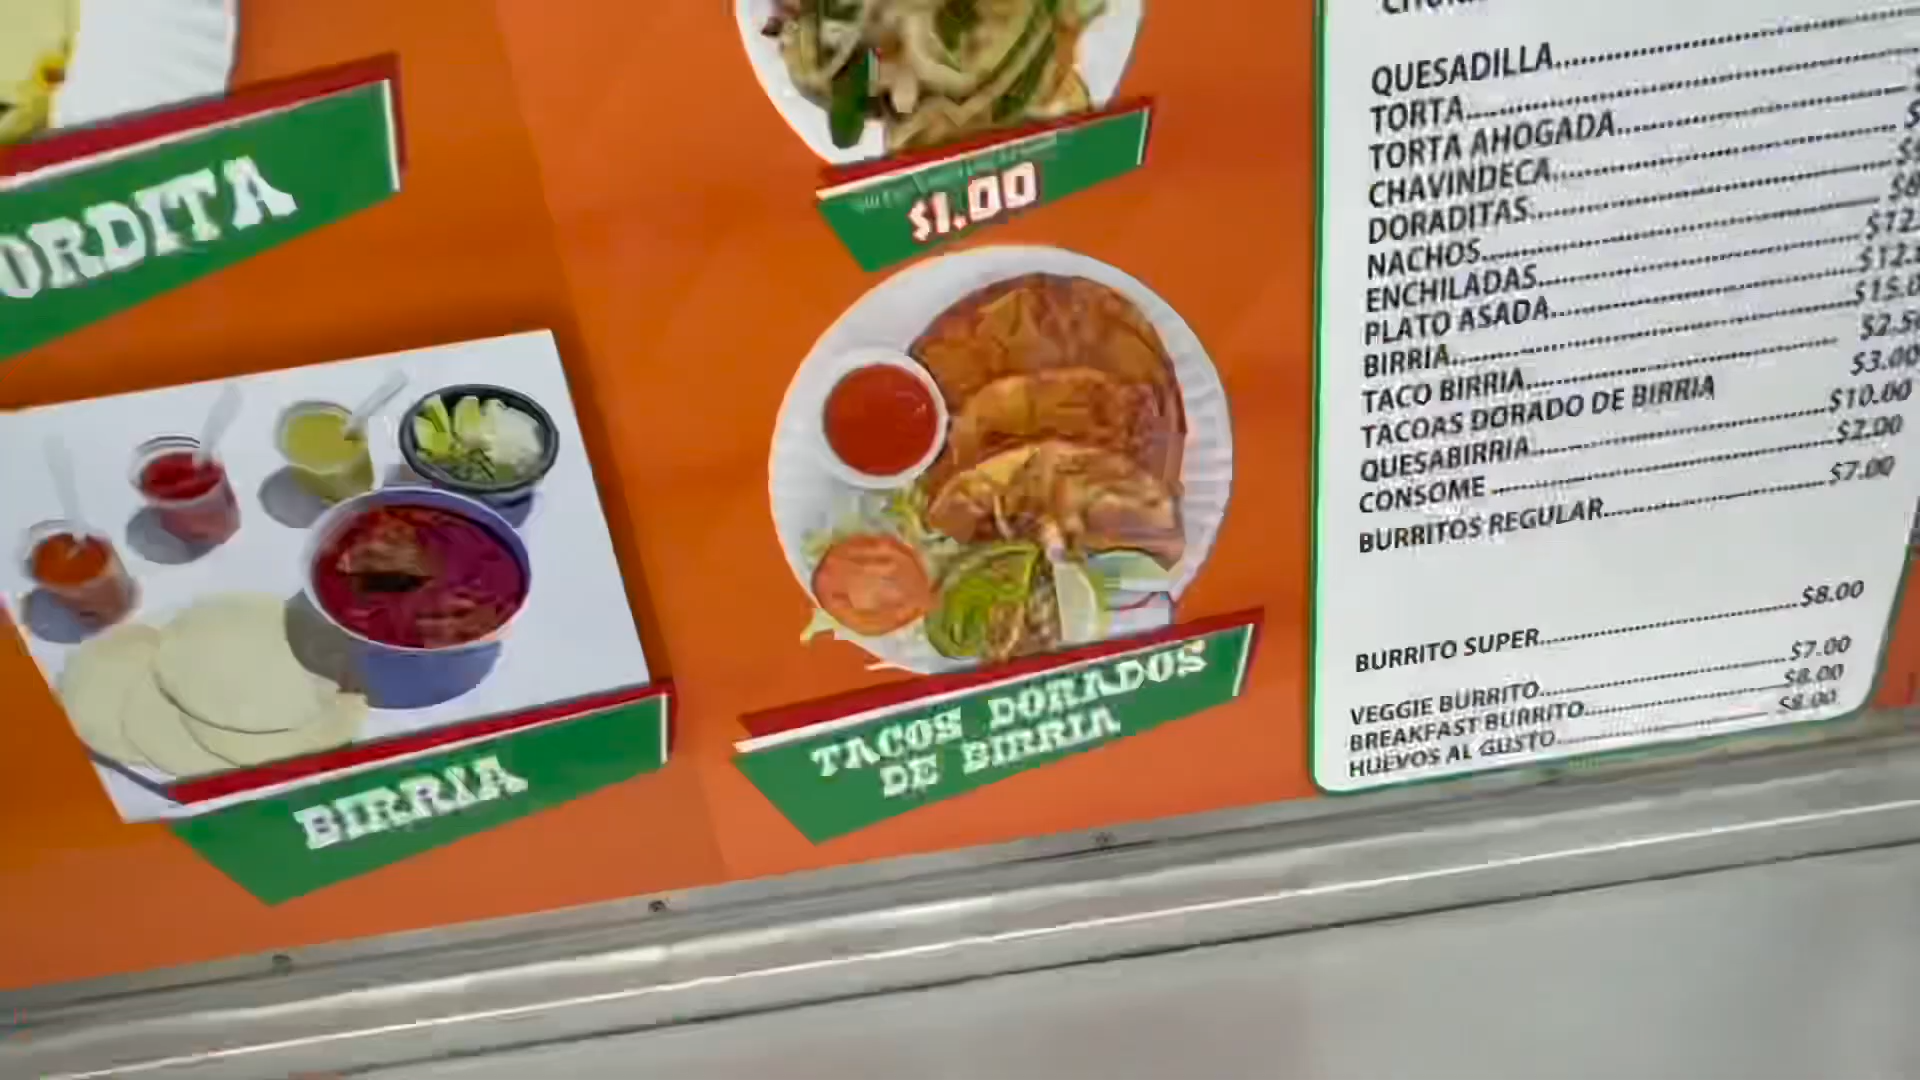 ORDITA
$1.00
BIRRIA
TACOS DORADOS
DE BIRRIA
QUESADILLA
TORTA
TORTA AHOGADA
CHAVINDECA
DORADITAS
NACHOS
ENCHILADAS
PLATO ASADA
BIRRIA
TACO BIRRIA
TACOAS DORADO DE BIRRIA $3.00
QUESABIRRIA $10.00
CONSOME $2.00
BURRITOS REGULAR $7.00
BURRITO SUPER $8.00
VEGGIE BURRITO $7.00
BREAKFAST BURRITO $8.00
HUEVOS AL GUSTO $8.00